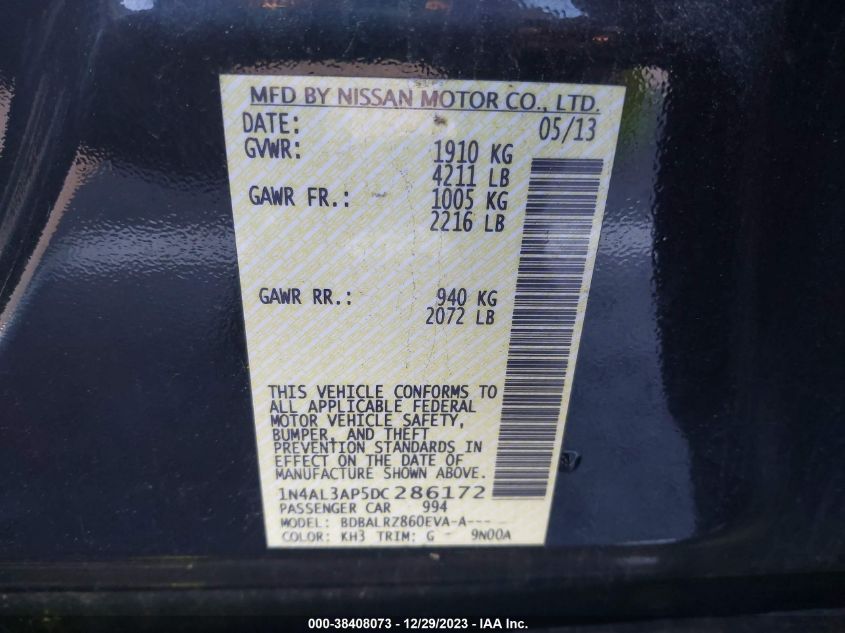 MFD BY NISSAN MOTOR CO., LTD.
DATE: 05/13
GVWR: 1910 KG
4211 LB
GAWR FR.: 1005 KG
2216 LB
GAWR RR.: 940 KG
2072 LB
THIS VEHICLE CONFORMS TO
ALL APPLICABLE FEDERAL
MOTOR VEHICLE SAFETY,
BUMPER, AND THEFT
PREVENTION STANDARDS IN
EFFECT ON THE DATE OF
MANUFACTURE SHOWN ABOVE.
1N4AL3AP5DC286172
PASSENGER CAR 994
MODEL: BDBALRZ860EVA-A---
COLOR: KH3 TRIM: G - 9N00A
000-38408073 - 12/29/2023 - IAA Inc.